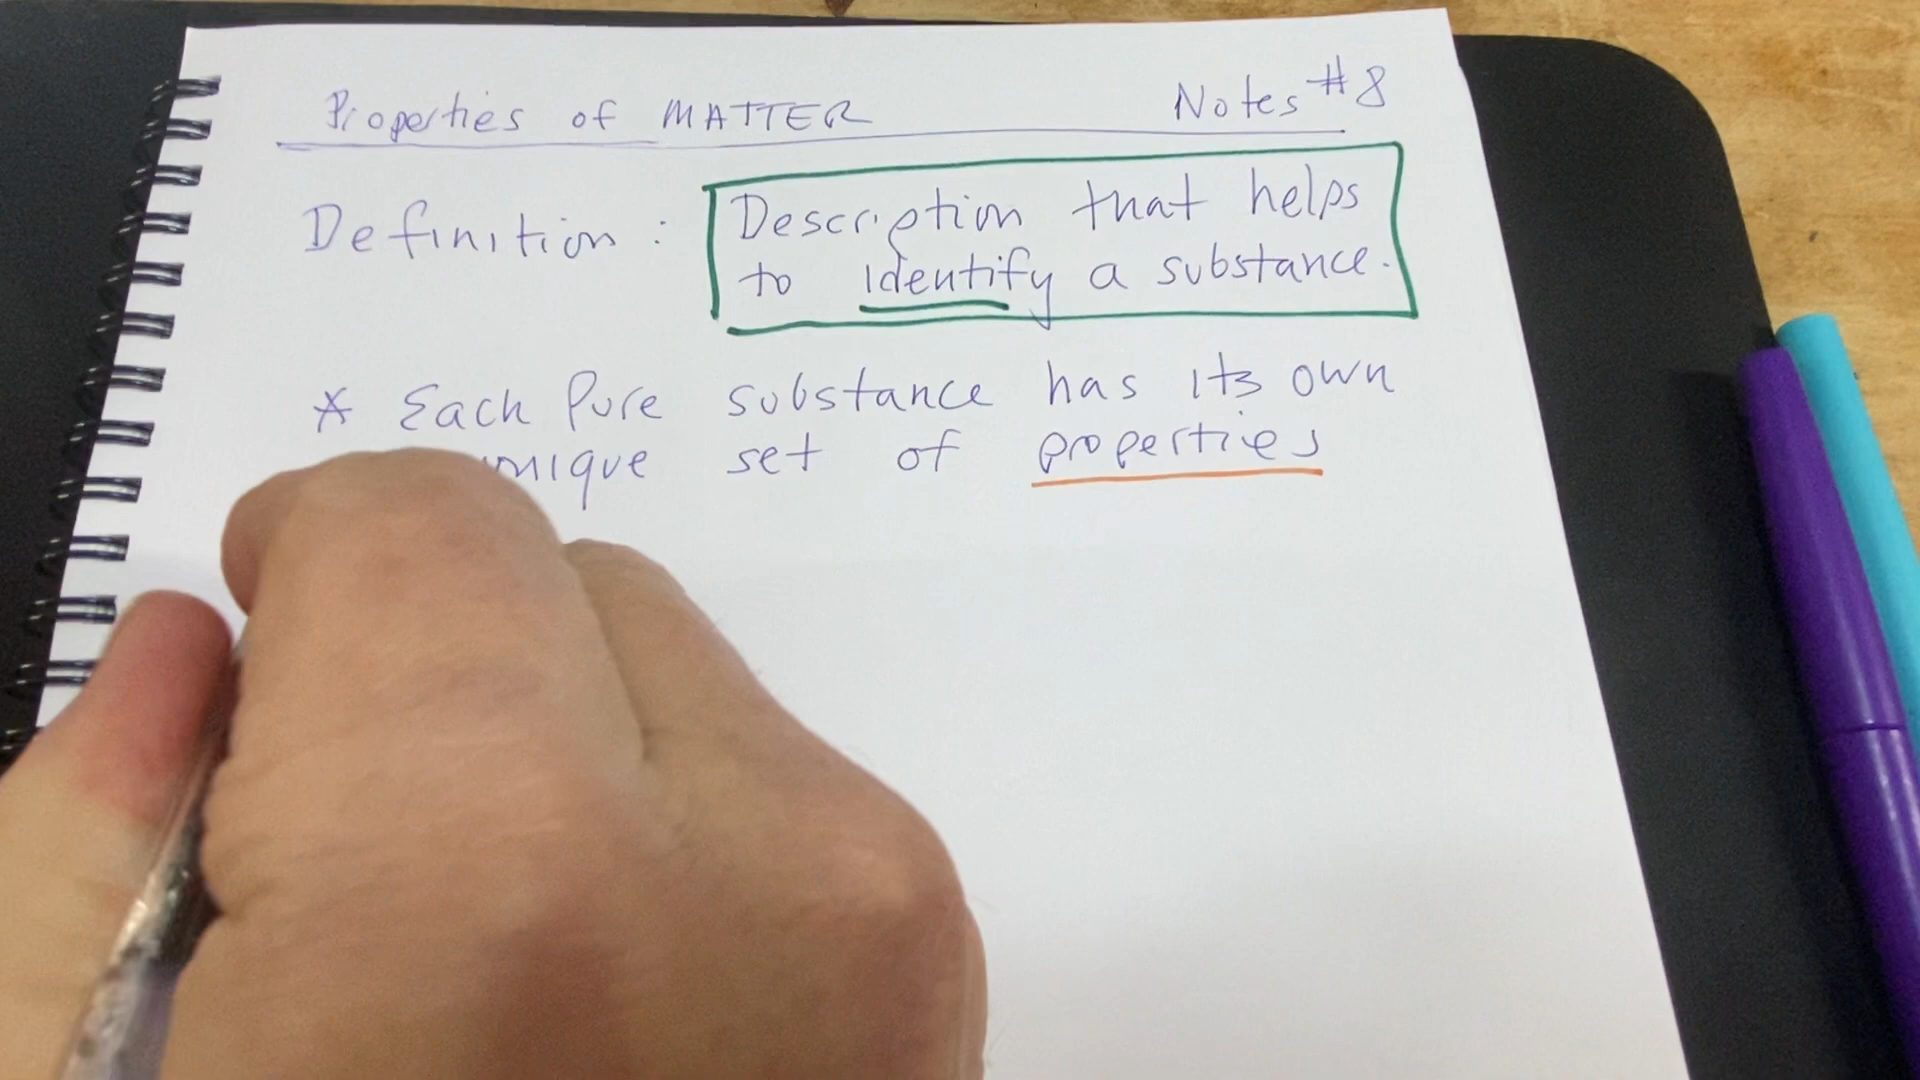 Properties of MATTER Notes #8
Definition: Description that helps
to identify a substance.
* Each Pure substance has its own
unique set of properties